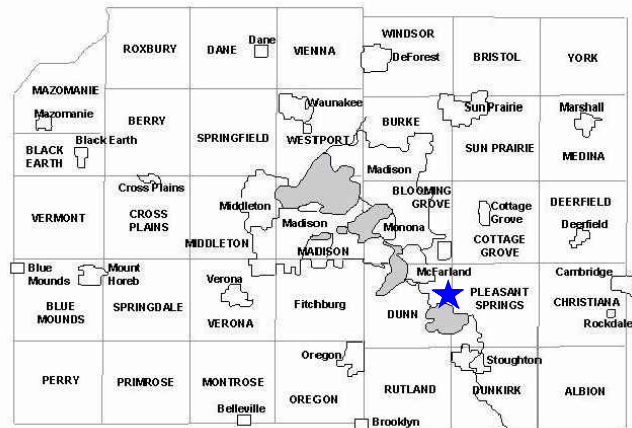 WINDSOR
ROXBURY
DANE
Dane
VIENNA
DeForest
BRISTOL
YORK
MAZOMANIE
Mazomanie
BERRY
Waunakee
Sun Prairie
Marshall
SPRINGFIELD
WESTPORT
BURKE
Black Earth
BLACK
EARTH
SUN PRAIRIE
MEDINA
Madison
Cross Plains
BLOOMING
GROVE
Middleton
Cottage
Grove
DEERFIELD
VERMONT
CROSS
PLAINS
Madison
Monona
Deerfield
MIDDLETON
MADISON
COTTAGE
GROVE
Blue
Mounds
Mount
Horeb
Verona
McFarland
Cambridge
BLUE
MOUNDS
SPRINGDALE
Fitchburg
PLEASANT
SPRINGS
CHRISTIANA
VERONA
DUNN
Rockdale
Oregon
Stoughton
PERRY
PRIMROSE
MONTROSE
OREGON
RUTLAND
DUNKIRK
ALBION
Belleville
Brooklyn